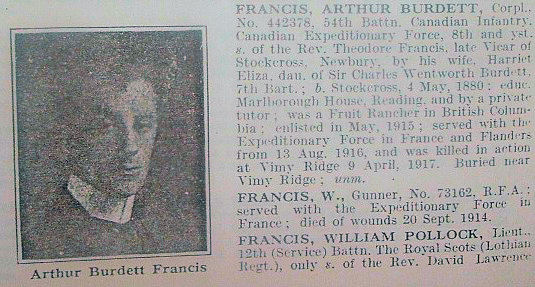 FRANCIS, ARTHUR BURDETT, Corpl.,
No. 442378, 54th Battn. Canadian Infantry,
Canadian Expeditionary Force, 8th and yst.
s. of the Rev. Theodore Francis, late Vicar of
Stockcross, Newbury, by his wife, Harriet
Eliza, dau. of Sir Charles Wentworth Burdett,
7th Bart.; b. Stockcross, 4 May, 1880; educ.
Marlborough House, Reading, and by a private
tutor; was a Fruit Rancher in British Colum-
bia; enlisted in May, 1915; served with the
Expeditionary Force in France and Flanders
from 13 Aug. 1916, and was killed in action
at Vimy Ridge 9 April, 1917. Buried near
Vimy Ridge; unm.
FRANCIS, W., Gunner, No. 73162, R.F.A.;
served with the Expeditionary Force in
France; died of wounds 20 Sept. 1914.
FRANCIS, WILLIAM POLLOCK, Lieut.,
12th (Service) Battn. The Royal Scots (Lothian
Regt.), only s. of the Rev. David Lawrence
Arthur Burdett Francis